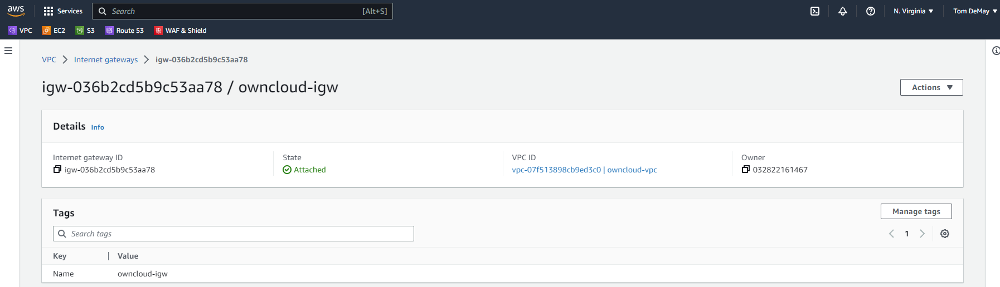 aws Services Search [Alt+S] N. Virginia Tom DeMay
VPC EC2 S3 Route 53 WAF & Shield
VPC Internet gateways igw-036b2cd5b9c53aa78
igw-036b2cd5b9c53aa78 / owncloud-igw
Actions
Details Info
Internet gateway ID State VPC ID Owner
igw-036b2cd5b9c53aa78 Attached vpc-07f513898cb9ed3c0 | owncloud-vpc 032822161467
Tags
Manage tags
Search tags
1
Key Value
Name owncloud-igw